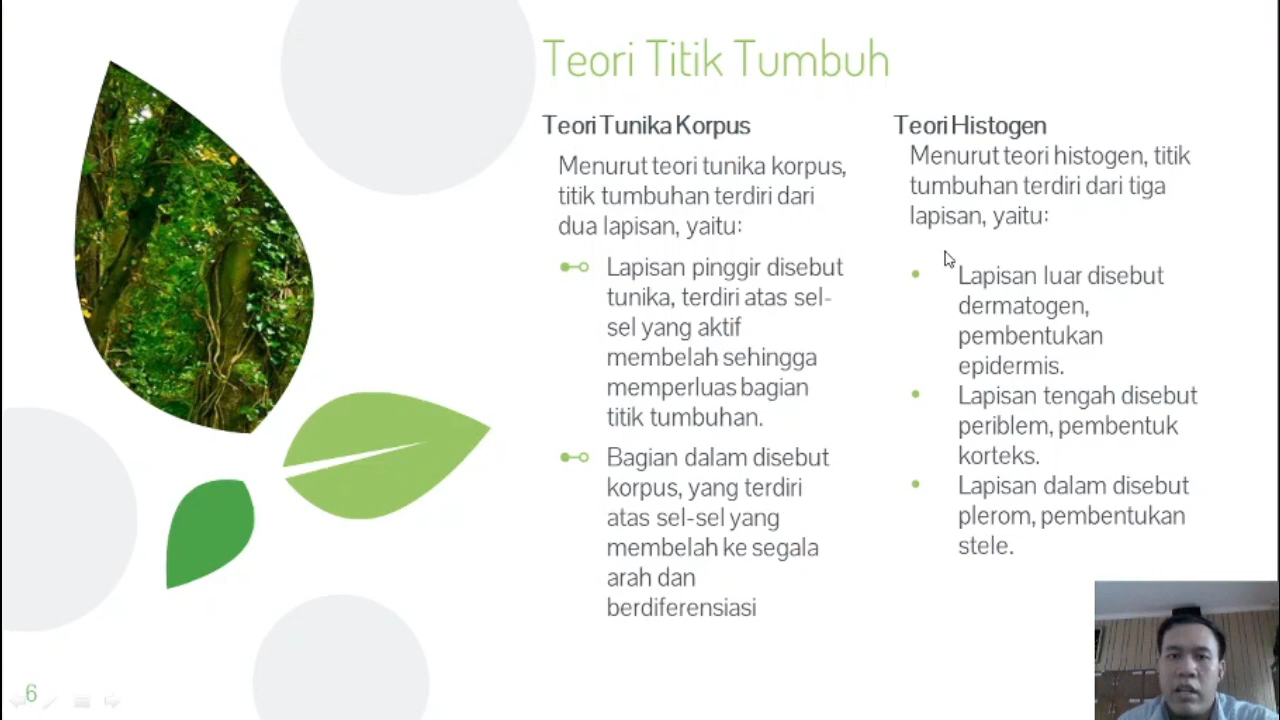 Teori Titik Tumbuh
Teori Tunika Korpus
Menurut teori tunika korpus,
titik tumbuhan terdiri dari
dua lapisan, yaitu:
Lapisan pinggir disebut
tunika, terdiri atas sel-
sel yang aktif
membelah sehingga
memperluas bagian
titik tumbuhan.
Bagian dalam disebut
korpus, yang terdiri
atas sel-sel yang
membelah ke segala
arah dan
berdiferensiasi
Teori Histogen
Menurut teori histogen, titik
tumbuhan terdiri dari tiga
lapisan, yaitu:
Lapisan luar disebut
dermatogen,
pembentukan
epidermis.
Lapisan tengah disebut
periblem, pembentuk
korteks.
Lapisan dalam disebut
plerom, pembentukan
stele.
6